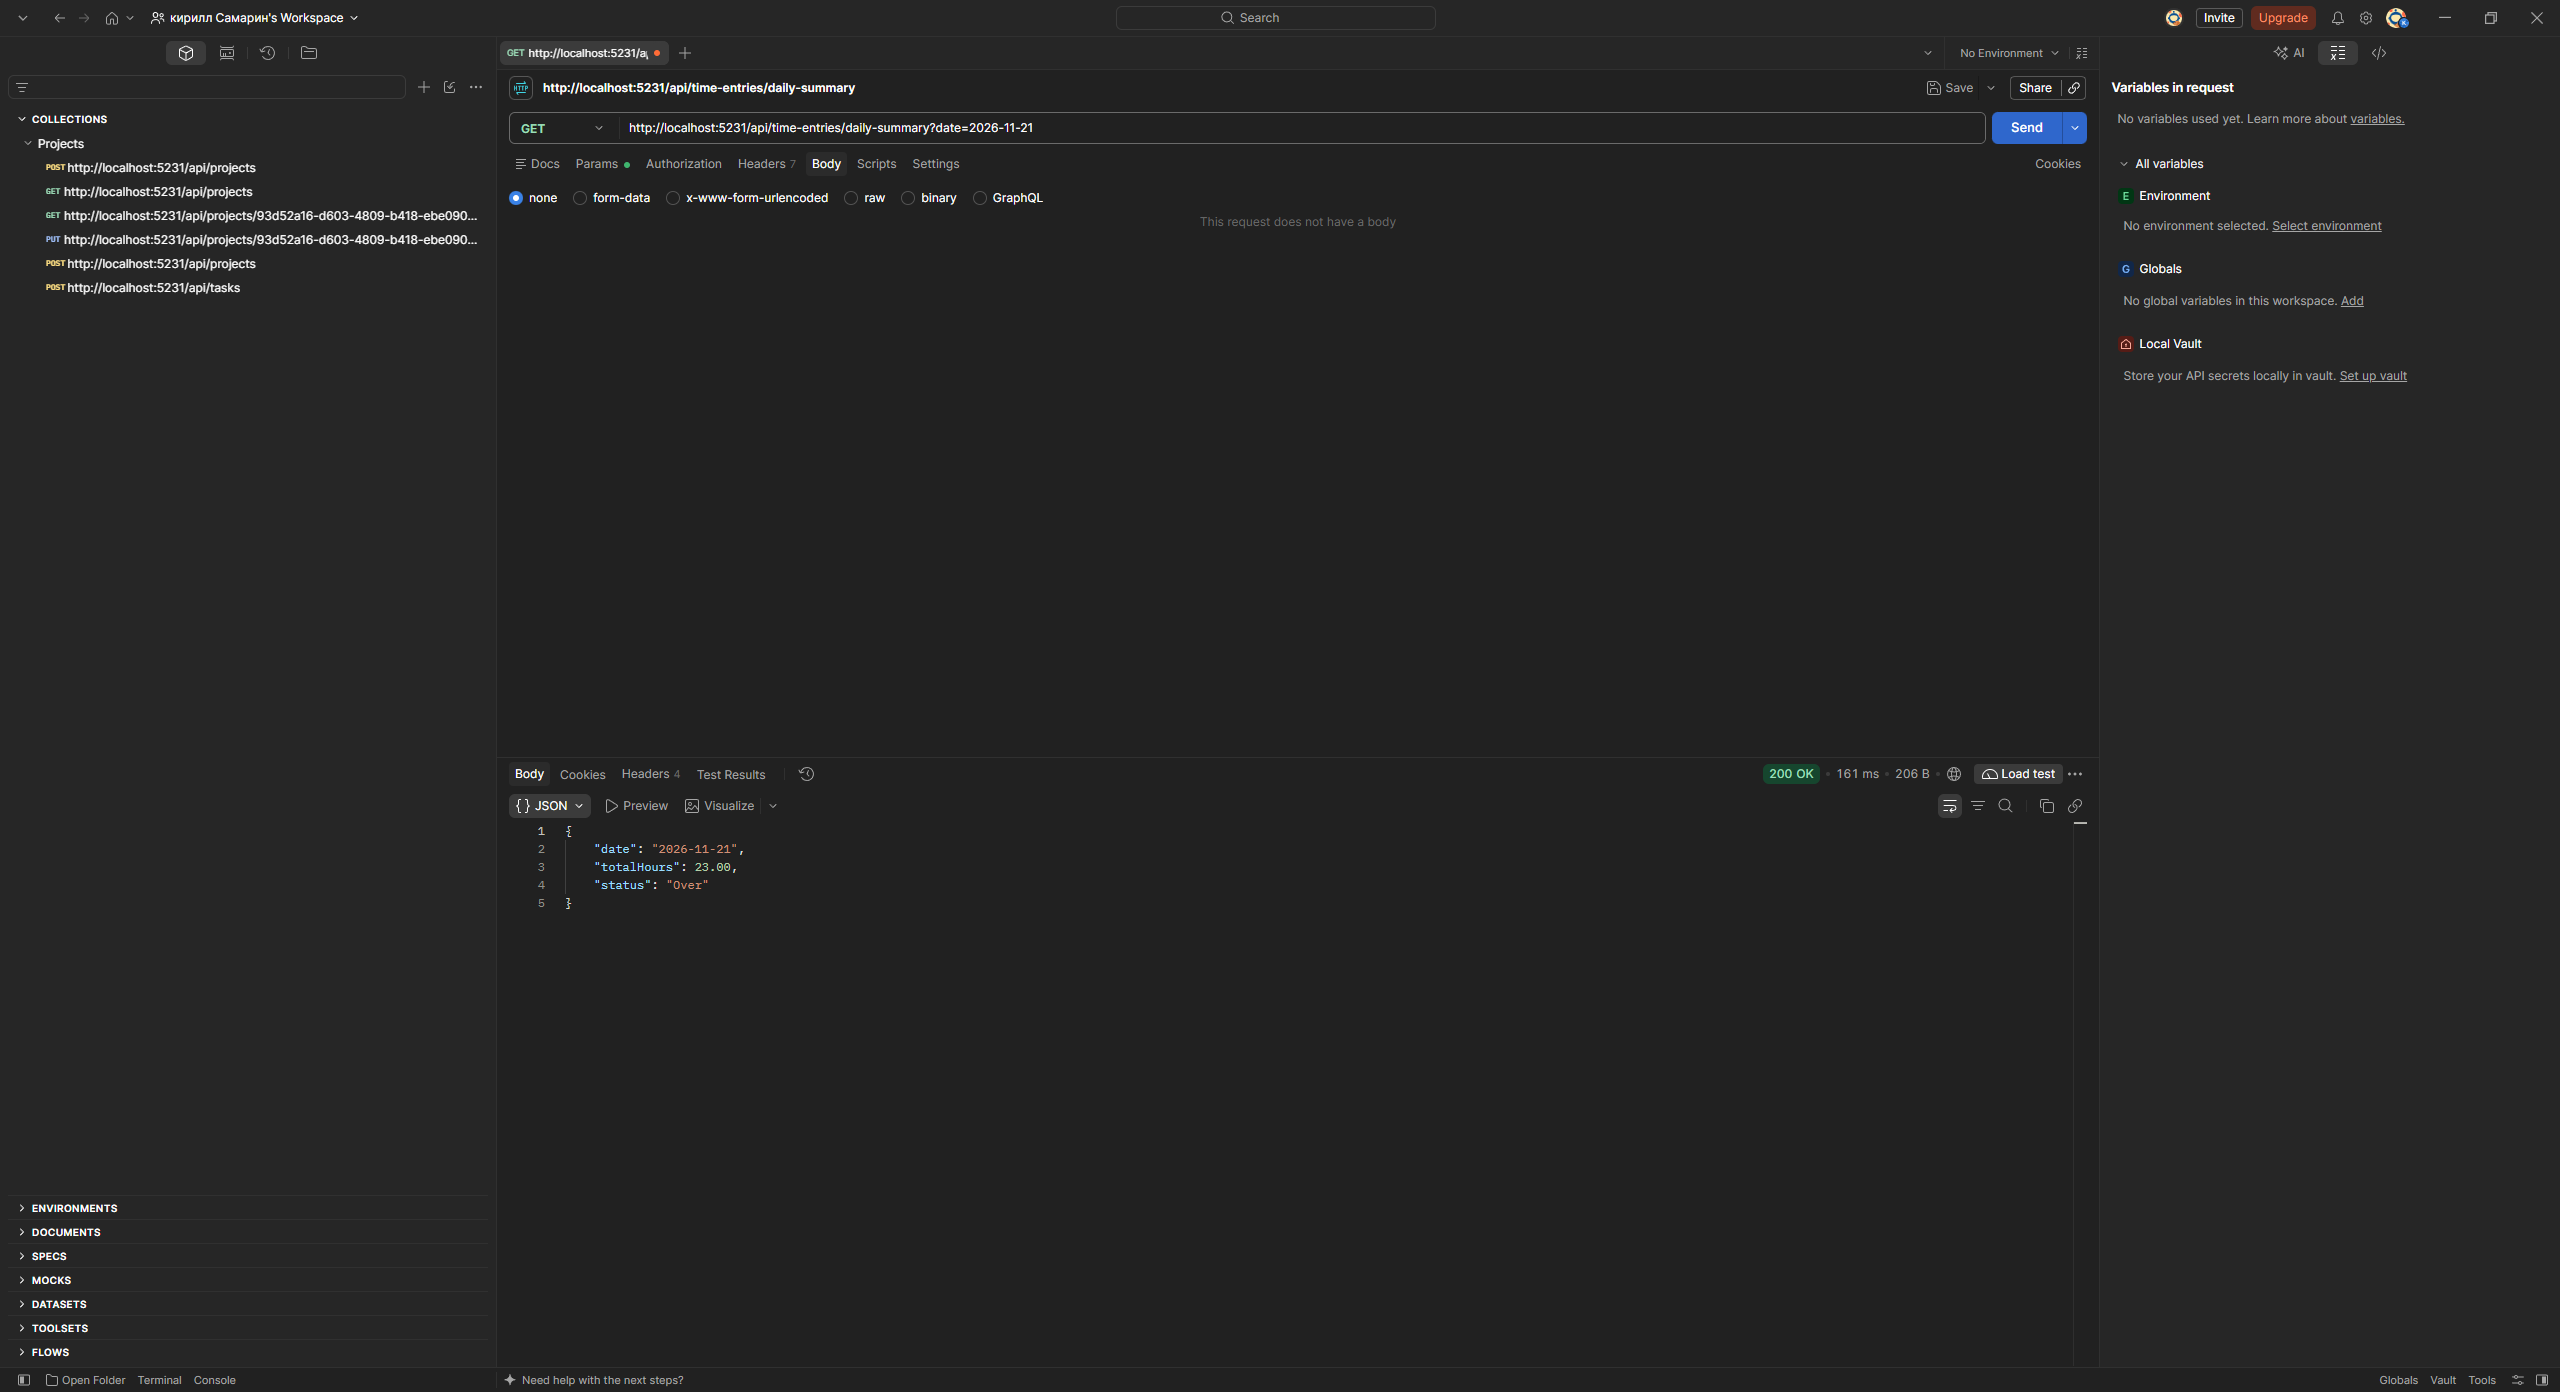 кирилл Самарин's Workspace
Search
Invite
Upgrade
GET http://localhost:5231/a
No Environment
AI
COLLECTIONS
Projects
POST http://localhost:5231/api/projects
GET http://localhost:5231/api/projects
GET http://localhost:5231/api/projects/93d52a16-d603-4809-b418-ebe090...
PUT http://localhost:5231/api/projects/93d52a16-d603-4809-b418-ebe090...
POST http://localhost:5231/api/projects
POST http://localhost:5231/api/tasks
ENVIRONMENTS
DOCUMENTS
SPECS
MOCKS
DATASETS
TOOLSETS
FLOWS
HTTP http://localhost:5231/api/time-entries/daily-summary
Save
Share
GET http://localhost:5231/api/time-entries/daily-summary?date=2026-11-21
Send
Docs Params Authorization Headers 7 Body Scripts Settings
Cookies
none form-data x-www-form-urlencoded raw binary GraphQL
This request does not have a body
Body Cookies Headers 4 Test Results
200 OK • 161 ms • 206 B •
Load test
{} JSON Preview Visualize
1 {
2 "date": "2026-11-21",
3 "totalHours": 23.00,
4 "status": "Over"
5 }
Variables in request
No variables used yet. Learn more about variables.
All variables
E Environment
No environment selected. Select environment
G Globals
No global variables in this workspace. Add
Local Vault
Store your API secrets locally in vault. Set up vault
Open Folder Terminal Console
Need help with the next steps?
Globals Vault Tools